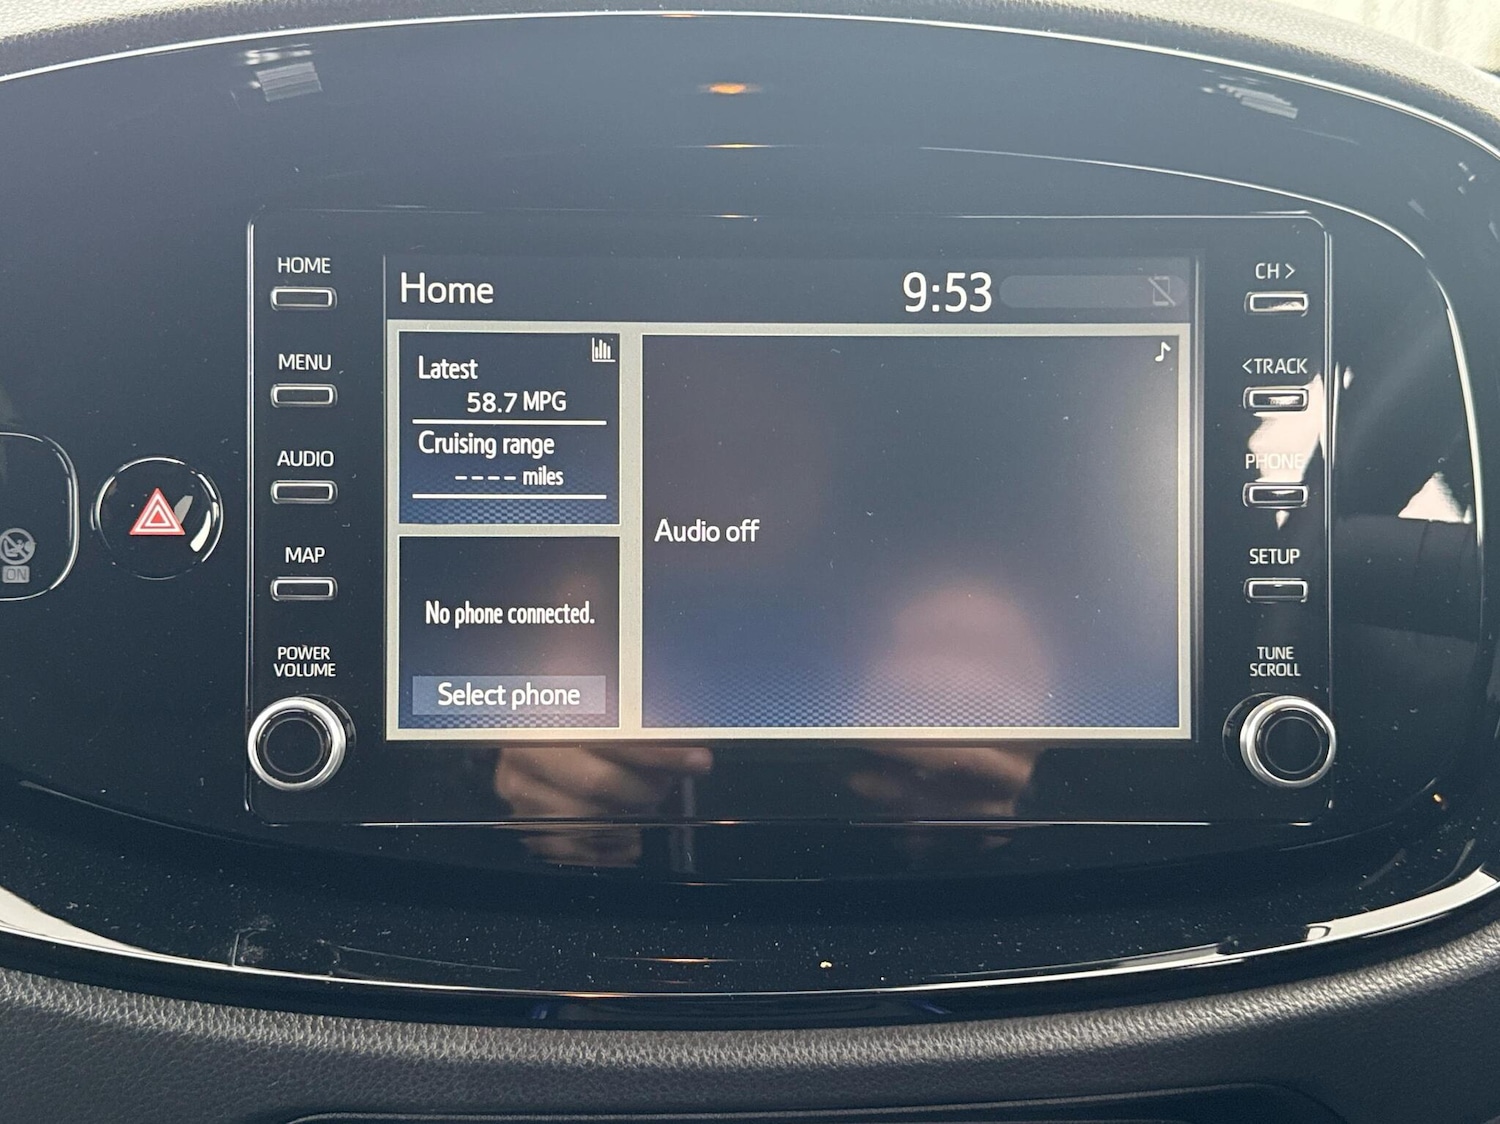 HOME
MENU
AUDIO
MAP
POWER
VOLUME
ON
Home
9:53
Latest
58.7 MPG
Cruising range
---- miles
No phone connected.
Select phone
Audio off
CH >
<TRACK
PHONE
SETUP
TUNE
SCROLL